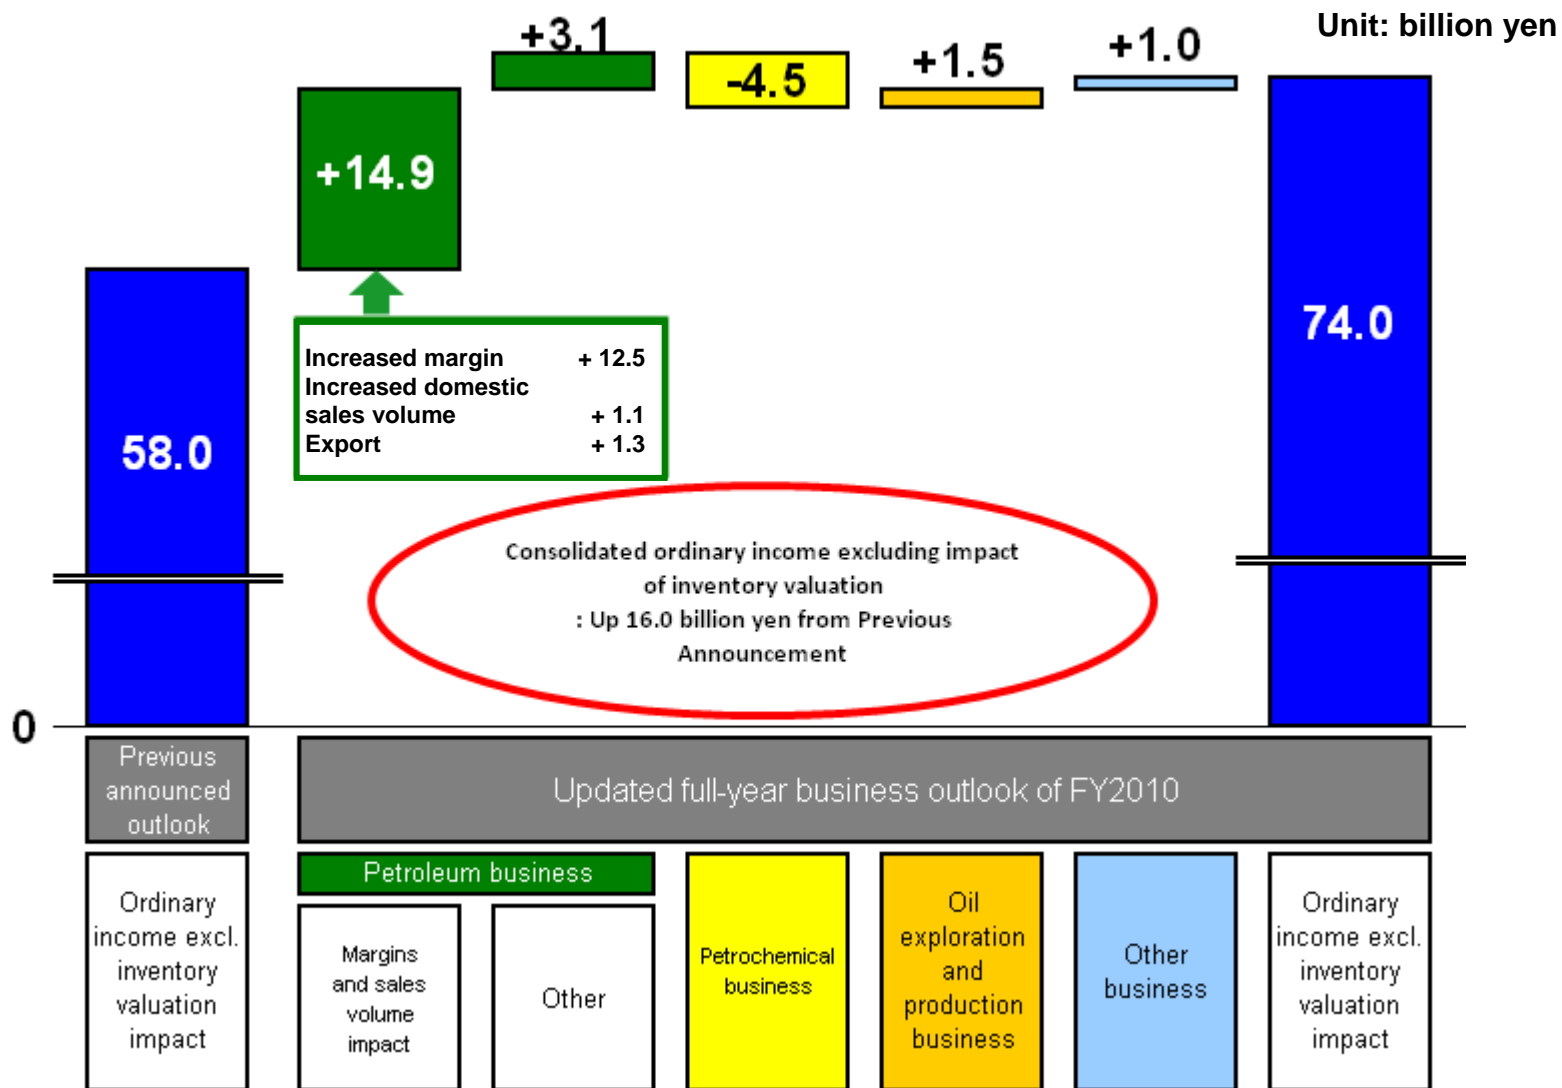 Unit: billion yen
+3.1
-4.5
+1.5
+1.0
+14.9
58.0
74.0
Increased margin + 12.5
Increased domestic
sales volume + 1.1
Export + 1.3
Consolidated ordinary income excluding impact
of inventory valuation
: Up 16.0 billion yen from Previous
Announcement
0
Previous
announced
outlook
Updated full-year business outlook of FY2010
Ordinary
income excl.
inventory
valuation
impact
Petroleum business
Margins
and sales
volume
impact
Other
Petrochemical
business
Oil
exploration
and
production
business
Other
business
Ordinary
income excl.
inventory
valuation
impact